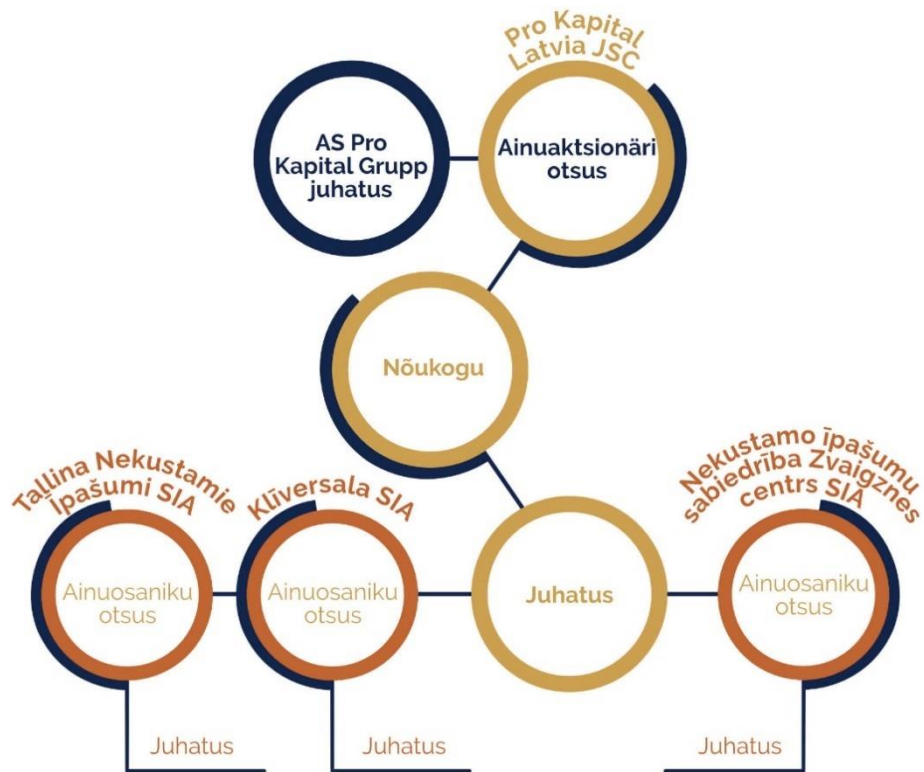 Pro Kapital
Latvia JSC
AS Pro
Kapital Grupp
juhatus
Ainuaktsionäri
otsus
Nõukogu
Tallina Nekustamie
Īpašumi SIA
Klīversala SIA
Nekustamo īpašumu
sabiedrība Zvaigznes
centrs SIA
Ainuosaniku
otsus
Ainuosaniku
otsus
Juhatus
Ainuosaniku
otsus
Juhatus
Juhatus
Juhatus